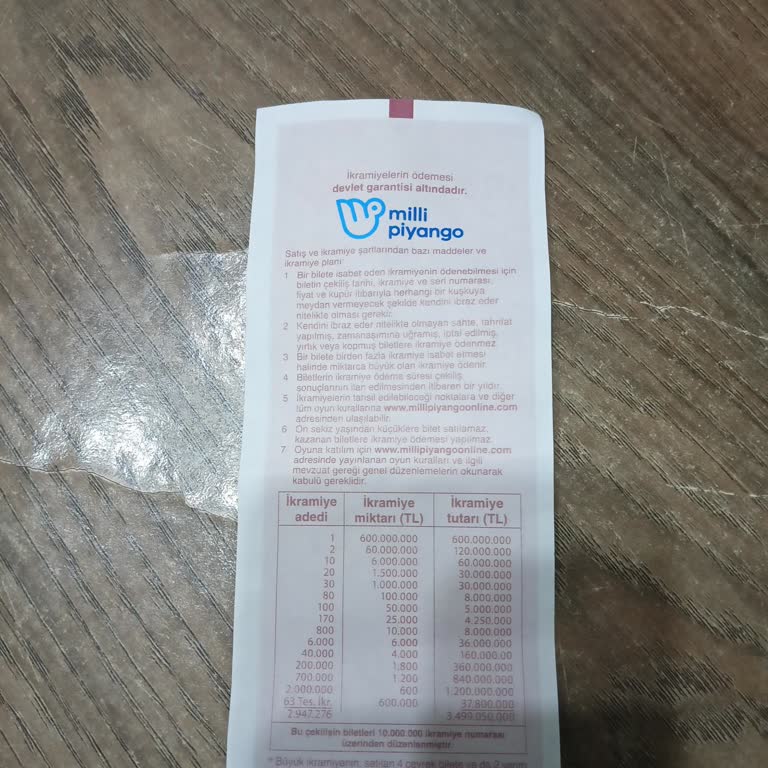 İkramiyelerin ödemesi
devlet garantisi altındadır.
milli
piyango
Satış ve ikramiye şartlarından bazı maddeler ve
ikramiye planı
1 Bir bilete isabet eden ikramiyenin ödenebilmesi için
biletin çekiliş tarihi, ikramiye ve seri numarası,
fiyat ve kupür itibarıyla herhangi bir kuşkuya
meydan vermeyecek şekilde kendini ibraz eder
nitelikte olması gerekir.
2 Kendini ibraz eder nitelikte olmayan sahte, tahrifat
yapılmış, zamanaşımına uğramış, iptal edilmiş,
yırtık veya kopmuş biletlere ikramiye ödenmez
3 Bir bilete birden fazla ikramiye isabet etmesi
halinde miktarca büyük olan ikramiye ödenir.
4 Biletlerin ikramiye ödeme süresi çekiliş
sonuçlarının ilan edilmesinden itibaren bir yıldır.
5 İkramiyelerin tahsil edilebileceği noktalara ve diğer
tüm oyun kurallarına www.millipiyangoonline.com
adresinden ulaşılabilir.
6 On sekiz yaşından küçüklere bilet satılamaz,
kazanan biletlere ikramiye ödemesi yapılmaz.
7 Oyuna katılım için www.millipiyangoonline.com
adresinde yayınlanan oyun kuralları ve ilgili
mevzuat gereği genel düzenlemelerin okunarak
kabulü gereklidir.
İkramiye adedi İkramiye miktarı (TL) İkramiye tutarı (TL)
1 600.000.000 600.000.000
2 60.000.000 120.000.000
10 6.000.000 60.000.000
20 1.500.000 30.000.000
30 1.000.000 30.000.000
80 100.000 8.000.000
100 50.000 5.000.000
170 25.000 4.250.000
800 10.000 8.000.000
6.000 6.000 36.000.000
40.000 4.000 160.000.00
200.000 1.800 360.000.000
700.000 1.200 840.000.000
2.000.000 600 1.200.000.000
63 Tes. İkr. 600.000 37.800.000
2.947.276 3.499.050.000
Bu çekilişin biletleri 10.000.000 ikramiye numarası
üzerinden düzenlenmiştir
* Büyük ikramiyenin, satılan 4 çeyrek biletin ya da 2 yarım